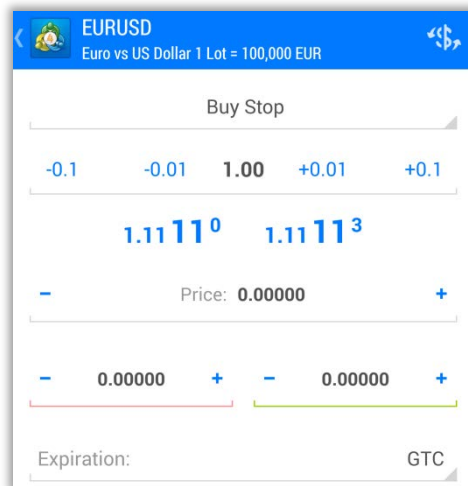 EURUSD
Euro vs US Dollar 1 Lot = 100,000 EUR
Buy Stop
-0.1 -0.01 1.00 +0.01 +0.1
1.11110 1.11113
− Price: 0.00000 +
− 0.00000 + − 0.00000 +
Expiration: GTC